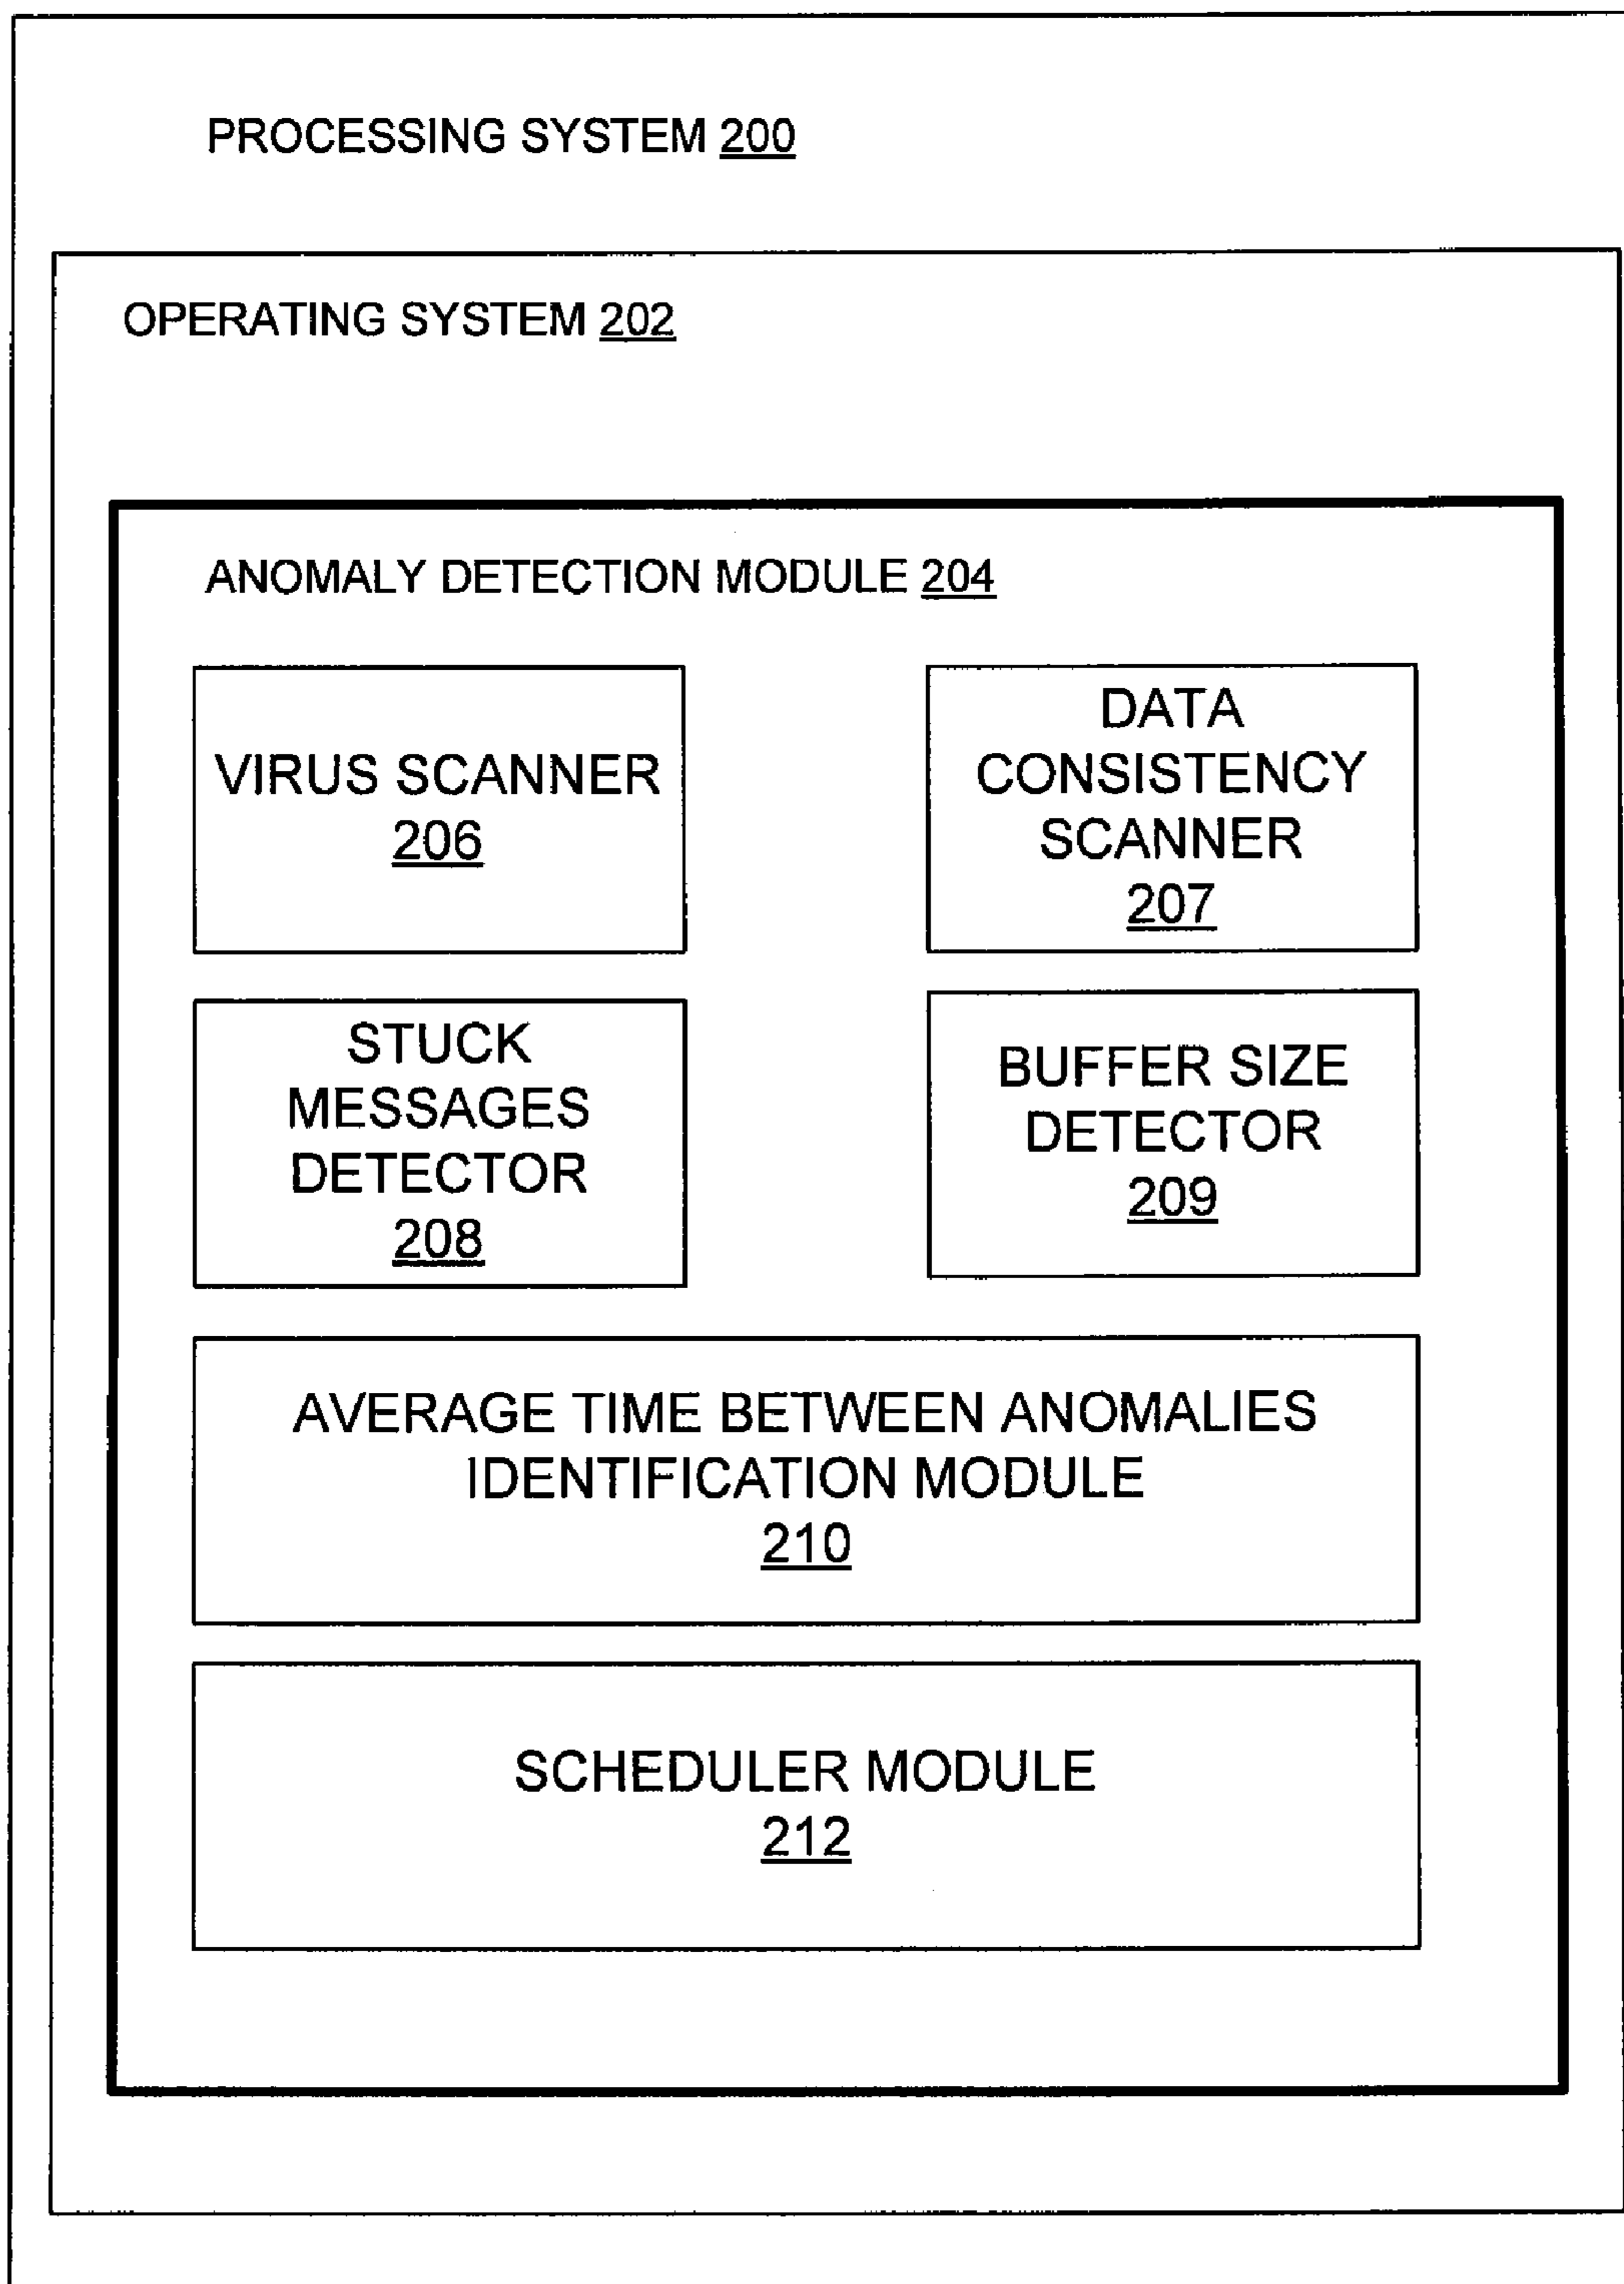 PROCESSING SYSTEM 200
OPERATING SYSTEM 202
ANOMALY DETECTION MODULE 204
VIRUS SCANNER
206
DATA
CONSISTENCY
SCANNER
207
STUCK
MESSAGES
DETECTOR
208
BUFFER SIZE
DETECTOR
209
AVERAGE TIME BETWEEN ANOMALIES
IDENTIFICATION MODULE
210
SCHEDULER MODULE
212